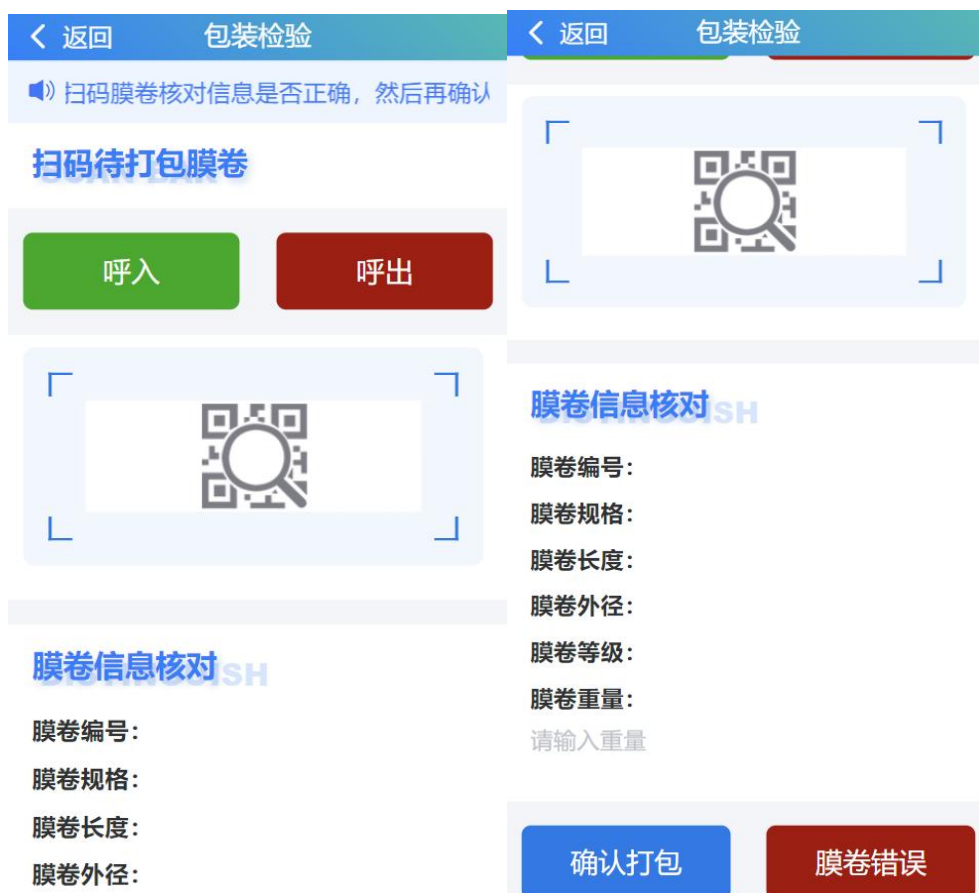 返回
包装检验
扫码膜卷核对信息是否正确，然后再确认
扫码待打包膜卷
呼入
呼出
膜卷信息核对
膜卷编号：
膜卷规格：
膜卷长度：
膜卷外径：
返回
包装检验
膜卷信息核对
膜卷编号：
膜卷规格：
膜卷长度：
膜卷外径：
膜卷等级：
膜卷重量：
请输入重量
确认打包
膜卷错误